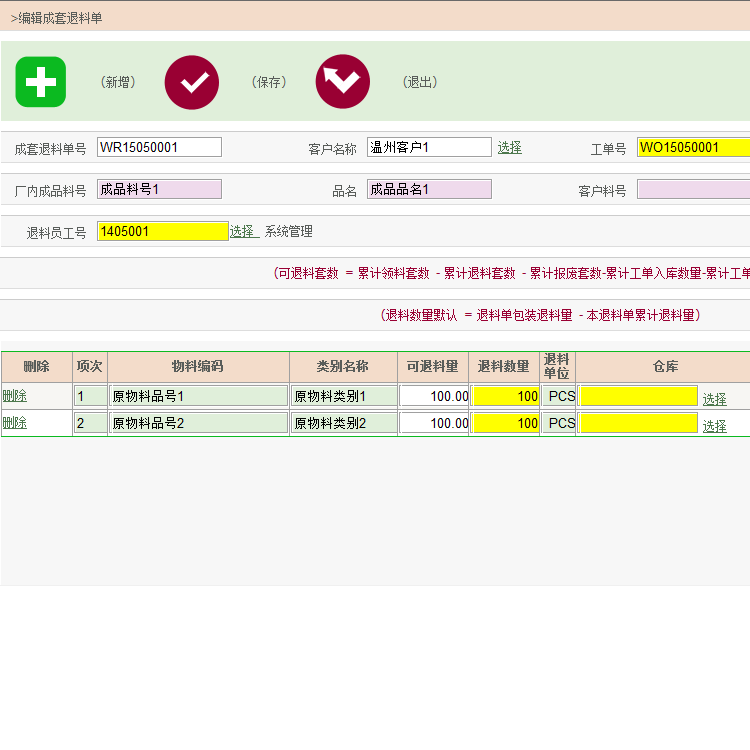 >编辑成套退料单
（新增） （保存） （退出）
成套退料单号 WR15050001 客户名称 温州客户1 选择 工单号 WO15050001
厂内成品料号 成品料号1 品名 成品品名1 客户料号
退料员工号 1405001 选择 系统管理
（可退料套数 = 累计领料套数 - 累计退料套数 - 累计报废套数-累计工单入库数量-累计工单
（退料数量默认 = 退料单包装退料量 - 本退料单累计退料量）
删除 项次 物料编码 类别名称 可退料量 退料数量 退料单位 仓库
删除 1 原物料品号1 原物料类别1 100.00 100 PCS 选择
删除 2 原物料品号2 原物料类别2 100.00 100 PCS 选择